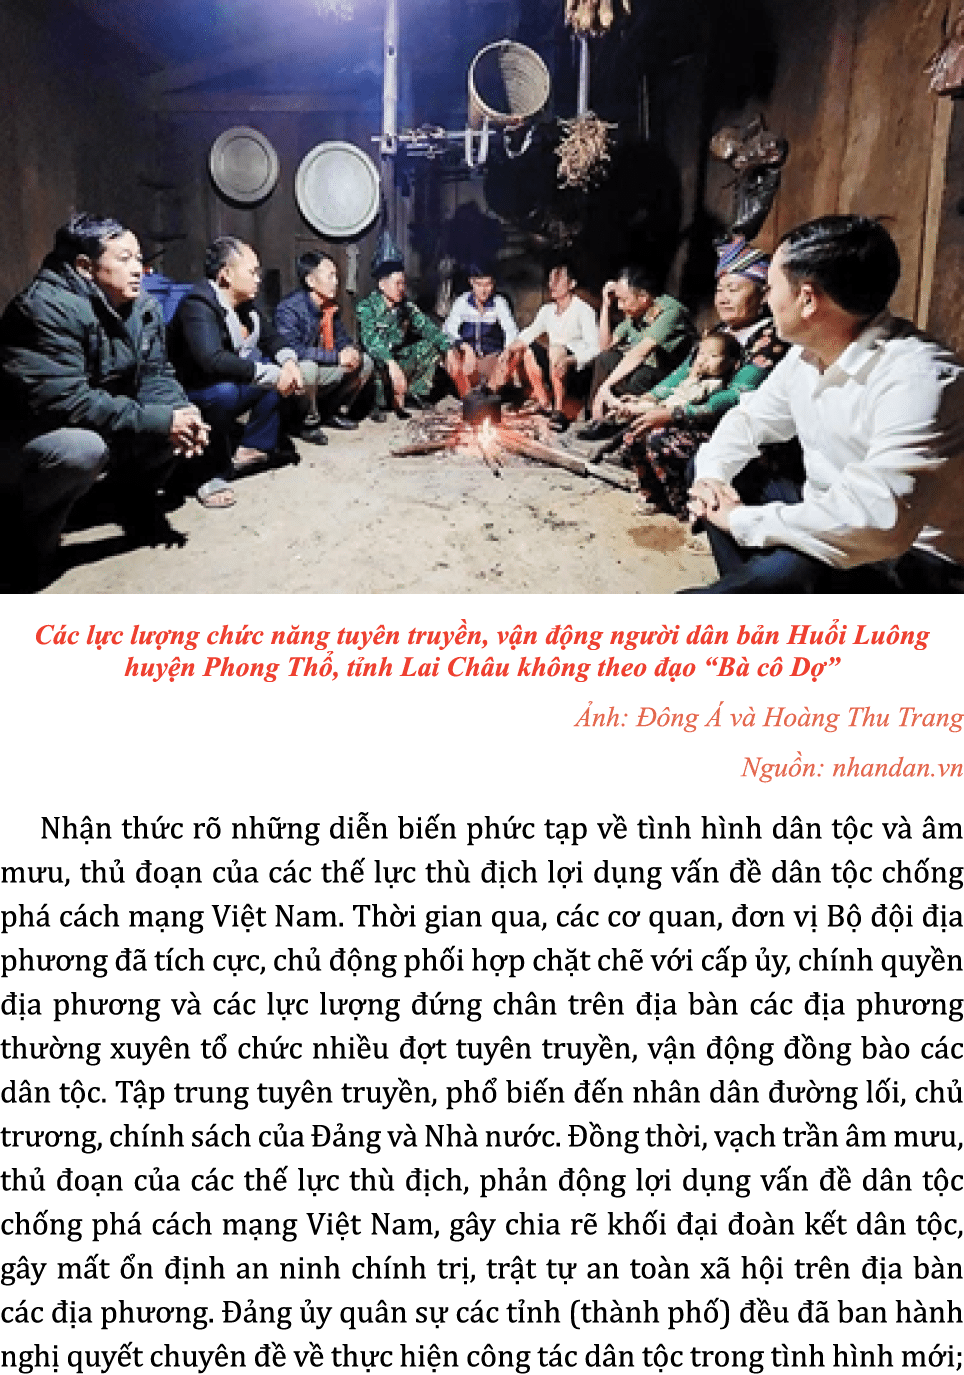 Các lực lượng chức năng tuyên truyền, vận động người dân bản Huổi Luông
huyện Phong Thổ, tỉnh Lai Châu không theo đạo “Bà cô Dợ”
Ảnh: Đông Á và Hoàng Thu Trang
Nguồn: nhandan.vn
Nhận thức rõ những diễn biến phức tạp về tình hình dân tộc và âm
mưu, thủ đoạn của các thế lực thù địch lợi dụng vấn đề dân tộc chống
phá cách mạng Việt Nam. Thời gian qua, các cơ quan, đơn vị Bộ đội địa
phương đã tích cực, chủ động phối hợp chặt chẽ với cấp ủy, chính quyền
địa phương và các lực lượng đứng chân trên địa bàn các địa phương
thường xuyên tổ chức nhiều đợt tuyên truyền, vận động đồng bào các
dân tộc. Tập trung tuyên truyền, phổ biến đến nhân dân đường lối, chủ
trương, chính sách của Đảng và Nhà nước. Đồng thời, vạch trần âm mưu,
thủ đoạn của các thế lực thù địch, phản động lợi dụng vấn đề dân tộc
chống phá cách mạng Việt Nam, gây chia rẽ khối đại đoàn kết dân tộc,
gây mất ổn định an ninh chính trị, trật tự an toàn xã hội trên địa bàn
các địa phương. Đảng ủy quân sự các tỉnh (thành phố) đều đã ban hành
nghị quyết chuyên đề về thực hiện công tác dân tộc trong tình hình mới;